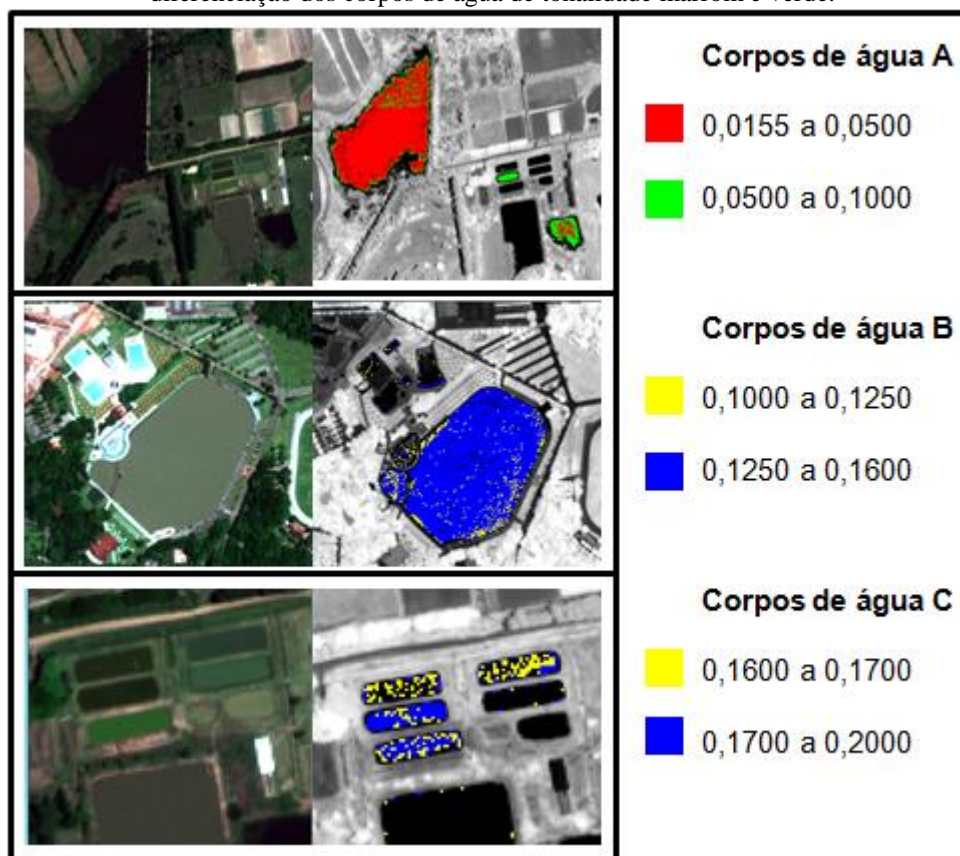 diferenciação dos corpos de água de tonalidade marrom e verde.
Corpos de água A
0,0155 a 0,0500
0,0500 a 0,1000
Corpos de água B
0,1000 a 0,1250
0,1250 a 0,1600
Corpos de água C
0,1600 a 0,1700
0,1700 a 0,2000